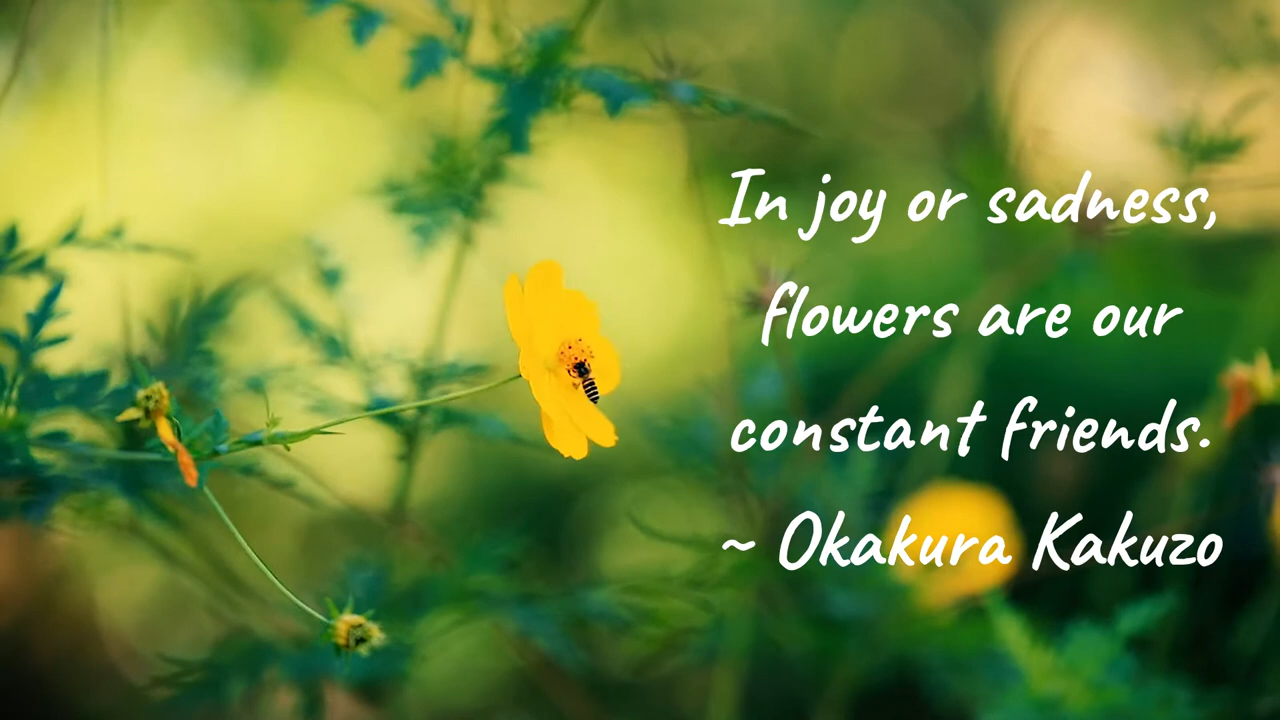 In joy or sadness,
flowers are our
constant friends.
~ Okakura Kakuzo